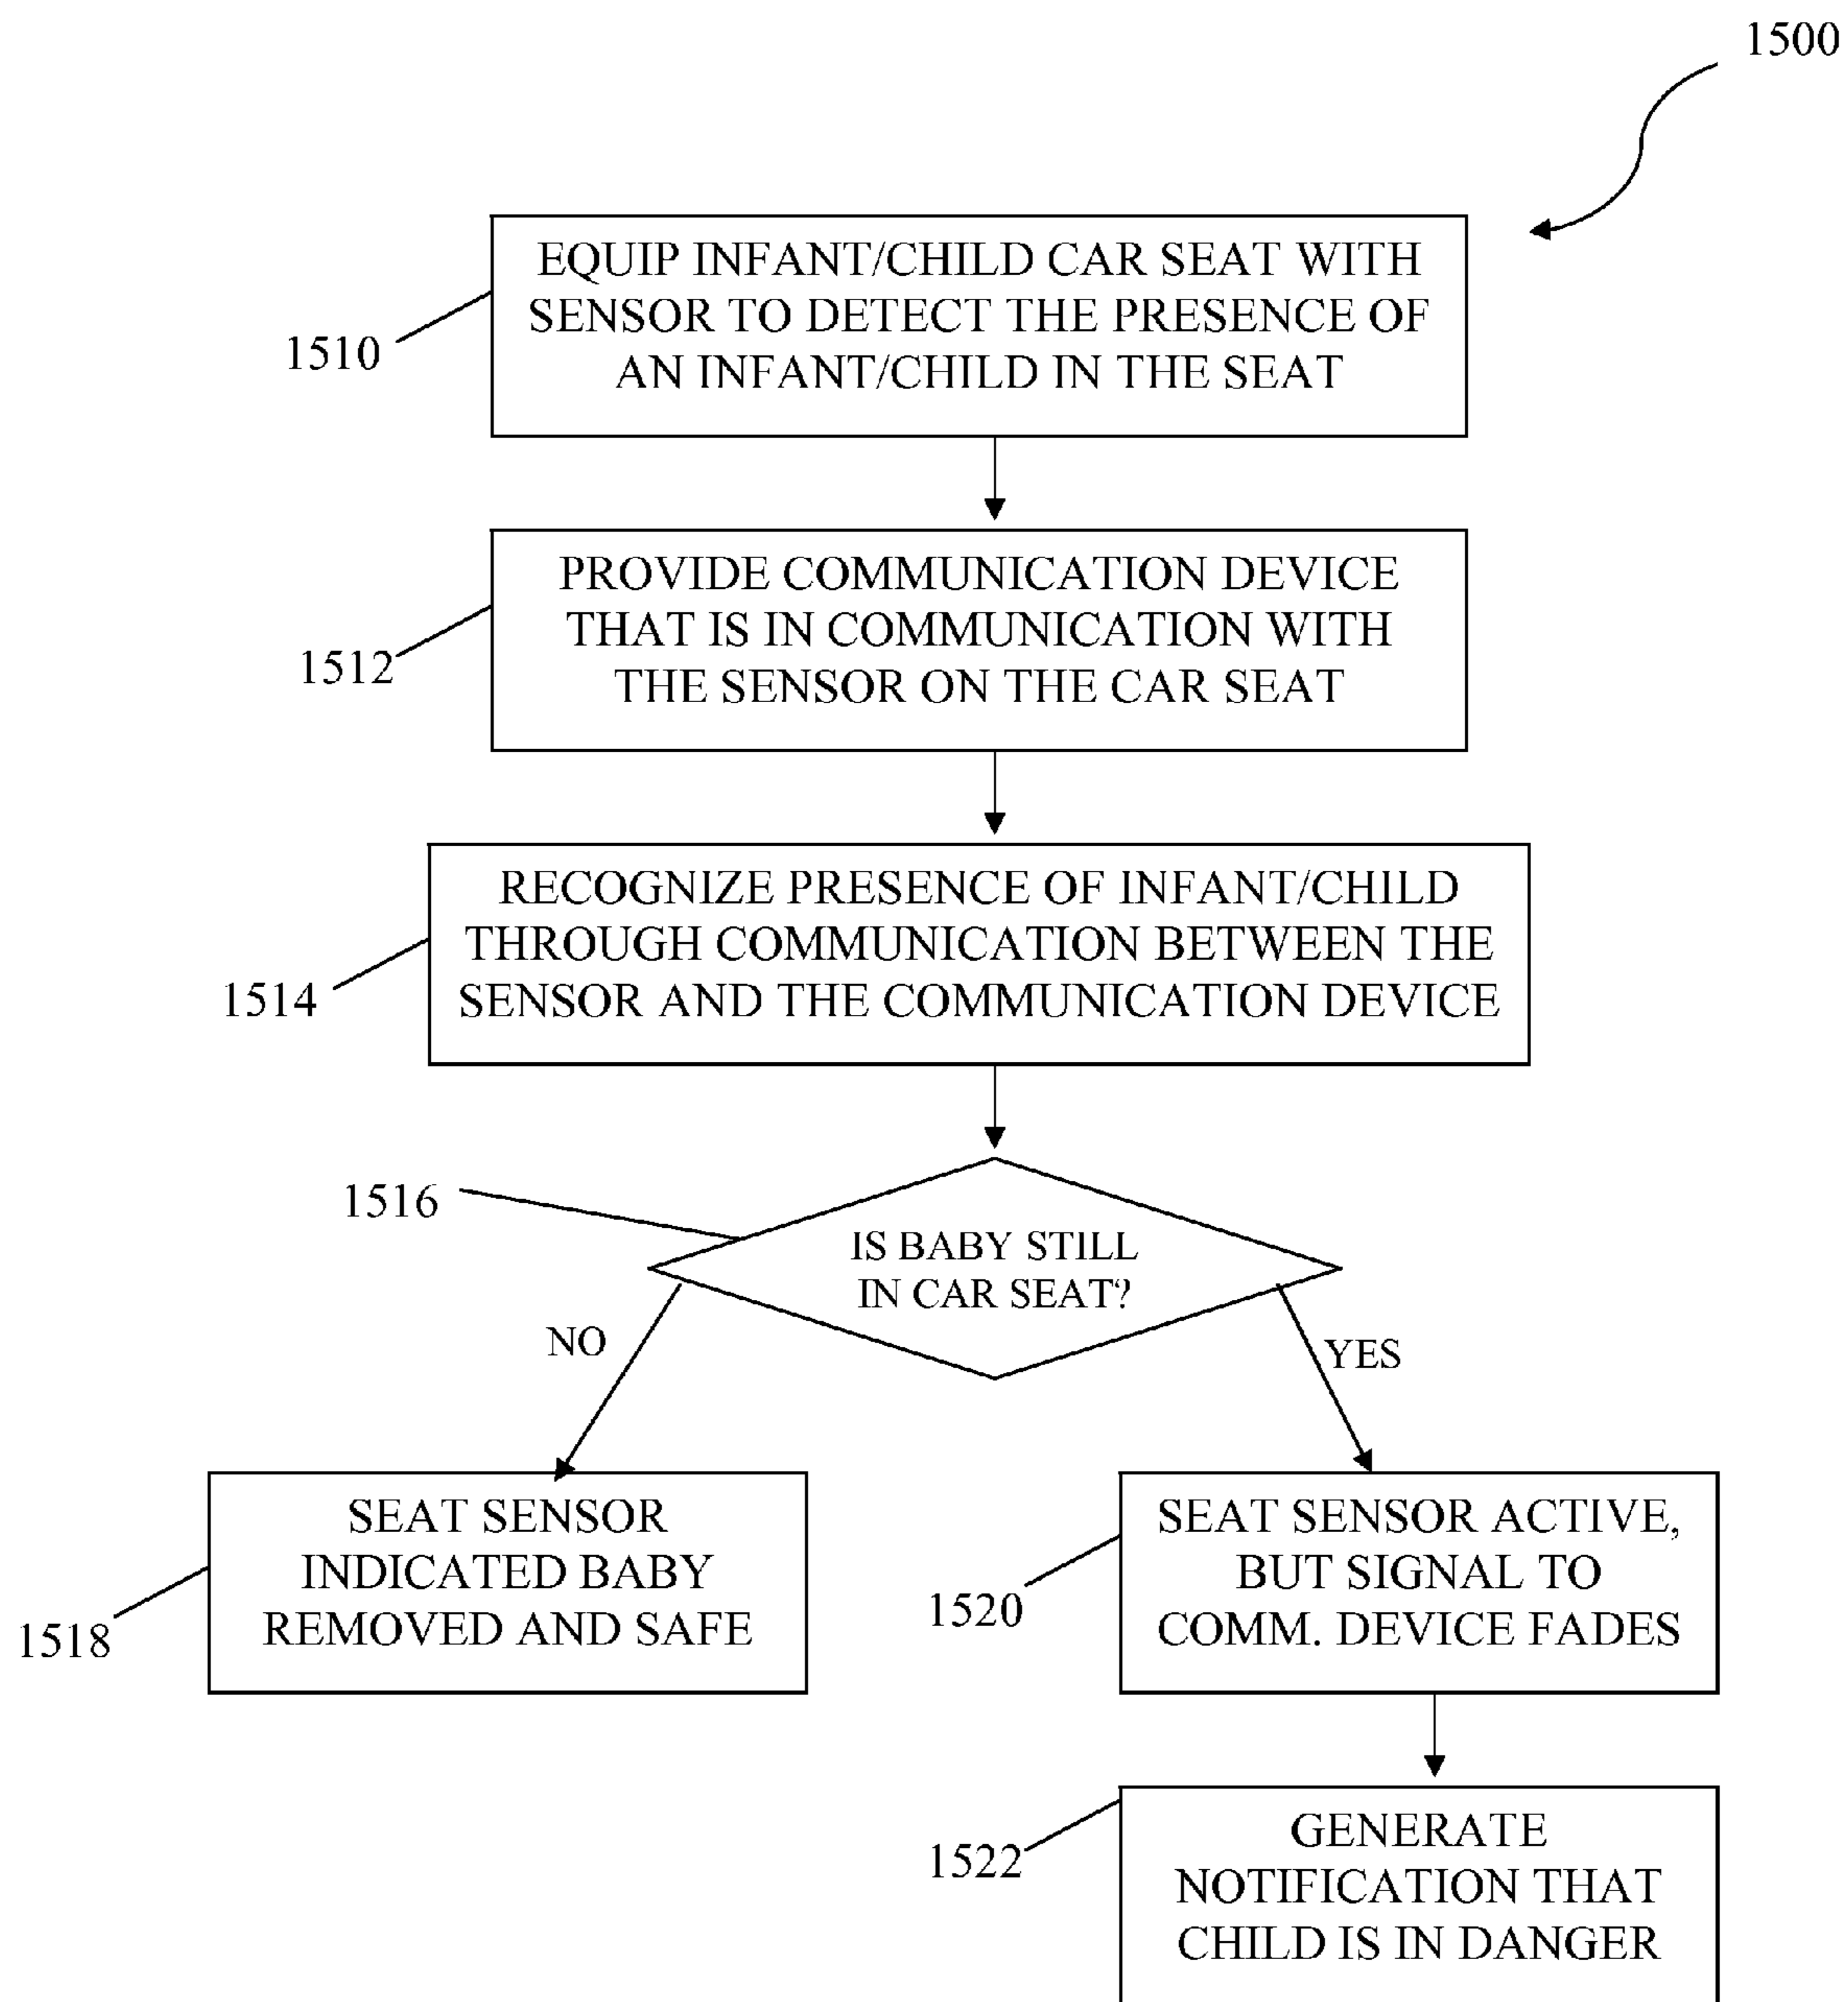 1500
EQUIP INFANT/CHILD CAR SEAT WITH
SENSOR TO DETECT THE PRESENCE OF
AN INFANT/CHILD IN THE SEAT
1510
PROVIDE COMMUNICATION DEVICE
THAT IS IN COMMUNICATION WITH
THE SENSOR ON THE CAR SEAT
1512
RECOGNIZE PRESENCE OF INFANT/CHILD
THROUGH COMMUNICATION BETWEEN THE
SENSOR AND THE COMMUNICATION DEVICE
1514
1516
IS BABY STILL
IN CAR SEAT?
NO
YES
SEAT SENSOR
INDICATED BABY
REMOVED AND SAFE
1518
SEAT SENSOR ACTIVE,
BUT SIGNAL TO
COMM. DEVICE FADES
1520
GENERATE
NOTIFICATION THAT
CHILD IS IN DANGER
1522